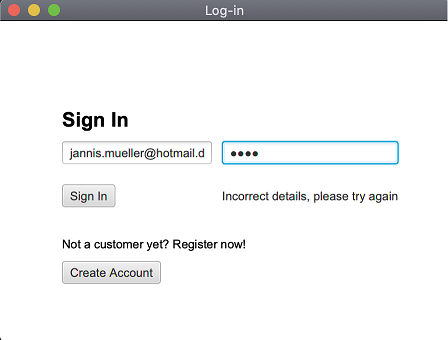 Log-in
Sign In
jannis.mueller@hotmail.d
••••
Sign In
Incorrect details, please try again
Not a customer yet? Register now!
Create Account